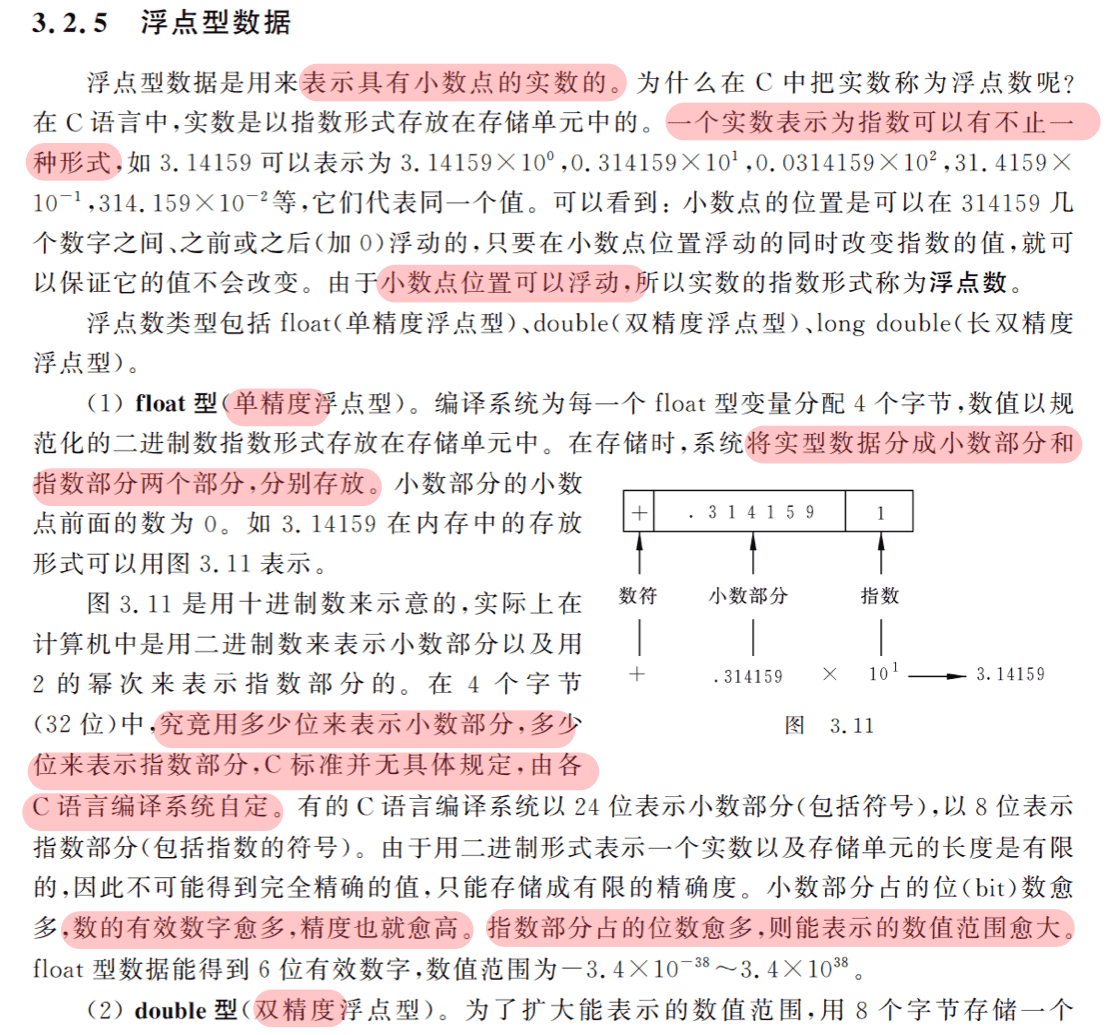 3.2.5 浮点型数据
浮点型数据是用来表示具有小数点的实数的。为什么在 C 中把实数称为浮点数呢?
在 C 语言中,实数是以指数形式存放在存储单元中的。一个实数表示为指数可以有不止一
种形式,如 3.14159 可以表示为 3.14159×10⁰,0.314159×10¹,0.0314159×10²,31.4159×
10⁻¹,314.159×10⁻²等,它们代表同一个值。可以看到: 小数点的位置是可以在 314159 几
个数字之间、之前或之后(加 0)浮动的,只要在小数点位置浮动的同时改变指数的值,就可
以保证它的值不会改变。由于小数点位置可以浮动,所以实数的指数形式称为浮点数。
浮点数类型包括 float(单精度浮点型)、double(双精度浮点型)、long double(长双精度
浮点型)。
(1) float 型(单精度浮点型)。编译系统为每一个 float 型变量分配 4 个字节,数值以规
范化的二进制数指数形式存放在存储单元中。在存储时,系统将实型数据分成小数部分和
指数部分两个部分,分别存放。小数部分的小数
点前面的数为 0。如 3.14159 在内存中的存放
形式可以用图 3.11 表示。
图 3.11 是用十进制数来示意的,实际上在
计算机中是用二进制数来表示小数部分以及用
2 的幂次来表示指数部分的。在 4 个字节
(32 位)中,究竟用多少位来表示小数部分,多少
位来表示指数部分,C 标准并无具体规定,由各
+ .314159 1
数符 小数部分 指数
+ .314159 × 10¹ 3.14159
图 3.11
C 语言编译系统自定。有的 C 语言编译系统以 24 位表示小数部分(包括符号),以 8 位表示
指数部分(包括指数的符号)。由于用二进制形式表示一个实数以及存储单元的长度是有限
的,因此不可能得到完全精确的值,只能存储成有限的精确度。小数部分占的位(bit)数愈
多,数的有效数字愈多,精度也就愈高。指数部分占的位数愈多,则能表示的数值范围愈大。
float 型数据能得到 6 位有效数字,数值范围为−3.4×10⁻³⁸~3.4×10³⁸。
(2) double 型(双精度浮点型)。为了扩大能表示的数值范围,用 8 个字节存储一个